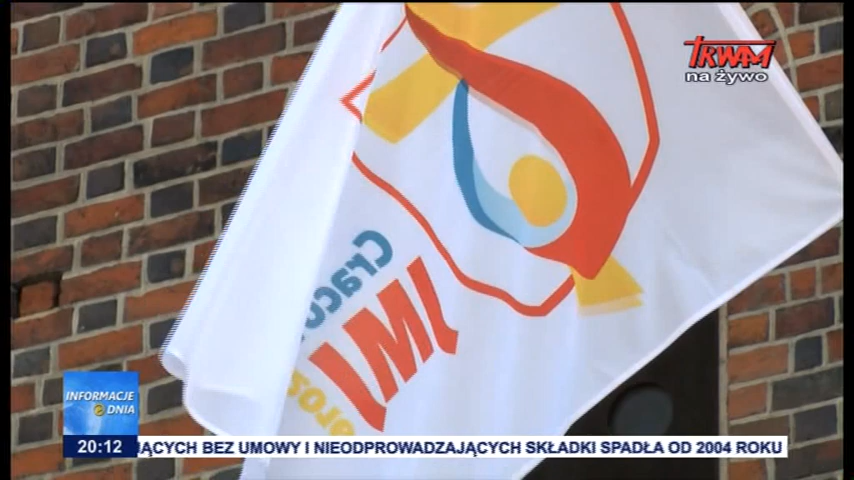 TRWAM
na żywo
Craco
JMJ
INFORMACJE
DNIA
20:12
JĄCYCH BEZ UMOWY I NIEODPROWADZAJĄCYCH SKŁADKI SPADŁA OD 2004 ROKU